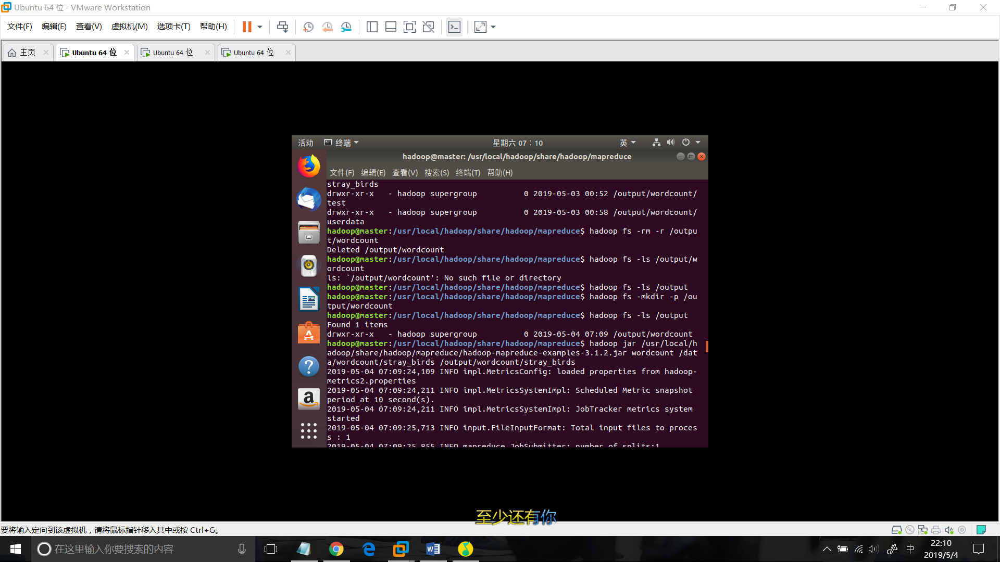 Ubuntu 64 位 - VMware Workstation
文件(F) 编辑(E) 查看(V) 虚拟机(M) 选项卡(T) 帮助(H)
主页 Ubuntu 64 位 Ubuntu 64 位 Ubuntu 64 位
活动 终端 星期六 07：10 英
hadoop@master: /usr/local/hadoop/share/hadoop/mapreduce
文件(F) 编辑(E) 查看(V) 搜索(S) 终端(T) 帮助(H)
stray_birds
drwxr-xr-x   - hadoop supergroup          0 2019-05-03 00:52 /output/wordcount/
test
drwxr-xr-x   - hadoop supergroup          0 2019-05-03 00:58 /output/wordcount/
userdata
hadoop@master:/usr/local/hadoop/share/hadoop/mapreduce$ hadoop fs -rm -r /outpu
t/wordcount
Deleted /output/wordcount
hadoop@master:/usr/local/hadoop/share/hadoop/mapreduce$ hadoop fs -ls /output/w
ordcount
ls: `/output/wordcount': No such file or directory
hadoop@master:/usr/local/hadoop/share/hadoop/mapreduce$ hadoop fs -ls /output
hadoop@master:/usr/local/hadoop/share/hadoop/mapreduce$ hadoop fs -mkdir -p /ou
tput/wordcount
hadoop@master:/usr/local/hadoop/share/hadoop/mapreduce$ hadoop fs -ls /output
Found 1 items
drwxr-xr-x   - hadoop supergroup          0 2019-05-04 07:09 /output/wordcount
hadoop@master:/usr/local/hadoop/share/hadoop/mapreduce$ hadoop jar /usr/local/h
adoop/share/hadoop/mapreduce/hadoop-mapreduce-examples-3.1.2.jar wordcount /dat
a/wordcount/stray_birds /output/wordcount/stray_birds
2019-05-04 07:09:24,109 INFO impl.MetricsConfig: loaded properties from hadoop-
metrics2.properties
2019-05-04 07:09:24,211 INFO impl.MetricsSystemImpl: Scheduled Metric snapshot
period at 10 second(s).
2019-05-04 07:09:24,211 INFO impl.MetricsSystemImpl: JobTracker metrics system
started
2019-05-04 07:09:25,713 INFO input.FileInputFormat: Total input files to proces
s : 1
2019-05-04 07:09:25,855 INFO mapreduce.JobSubmitter: number of splits:1
至少还有你
要将输入定向到该虚拟机，请将鼠标指针移入其中或按 Ctrl+G。
在这里输入你要搜索的内容
中
22:10
2019/5/4